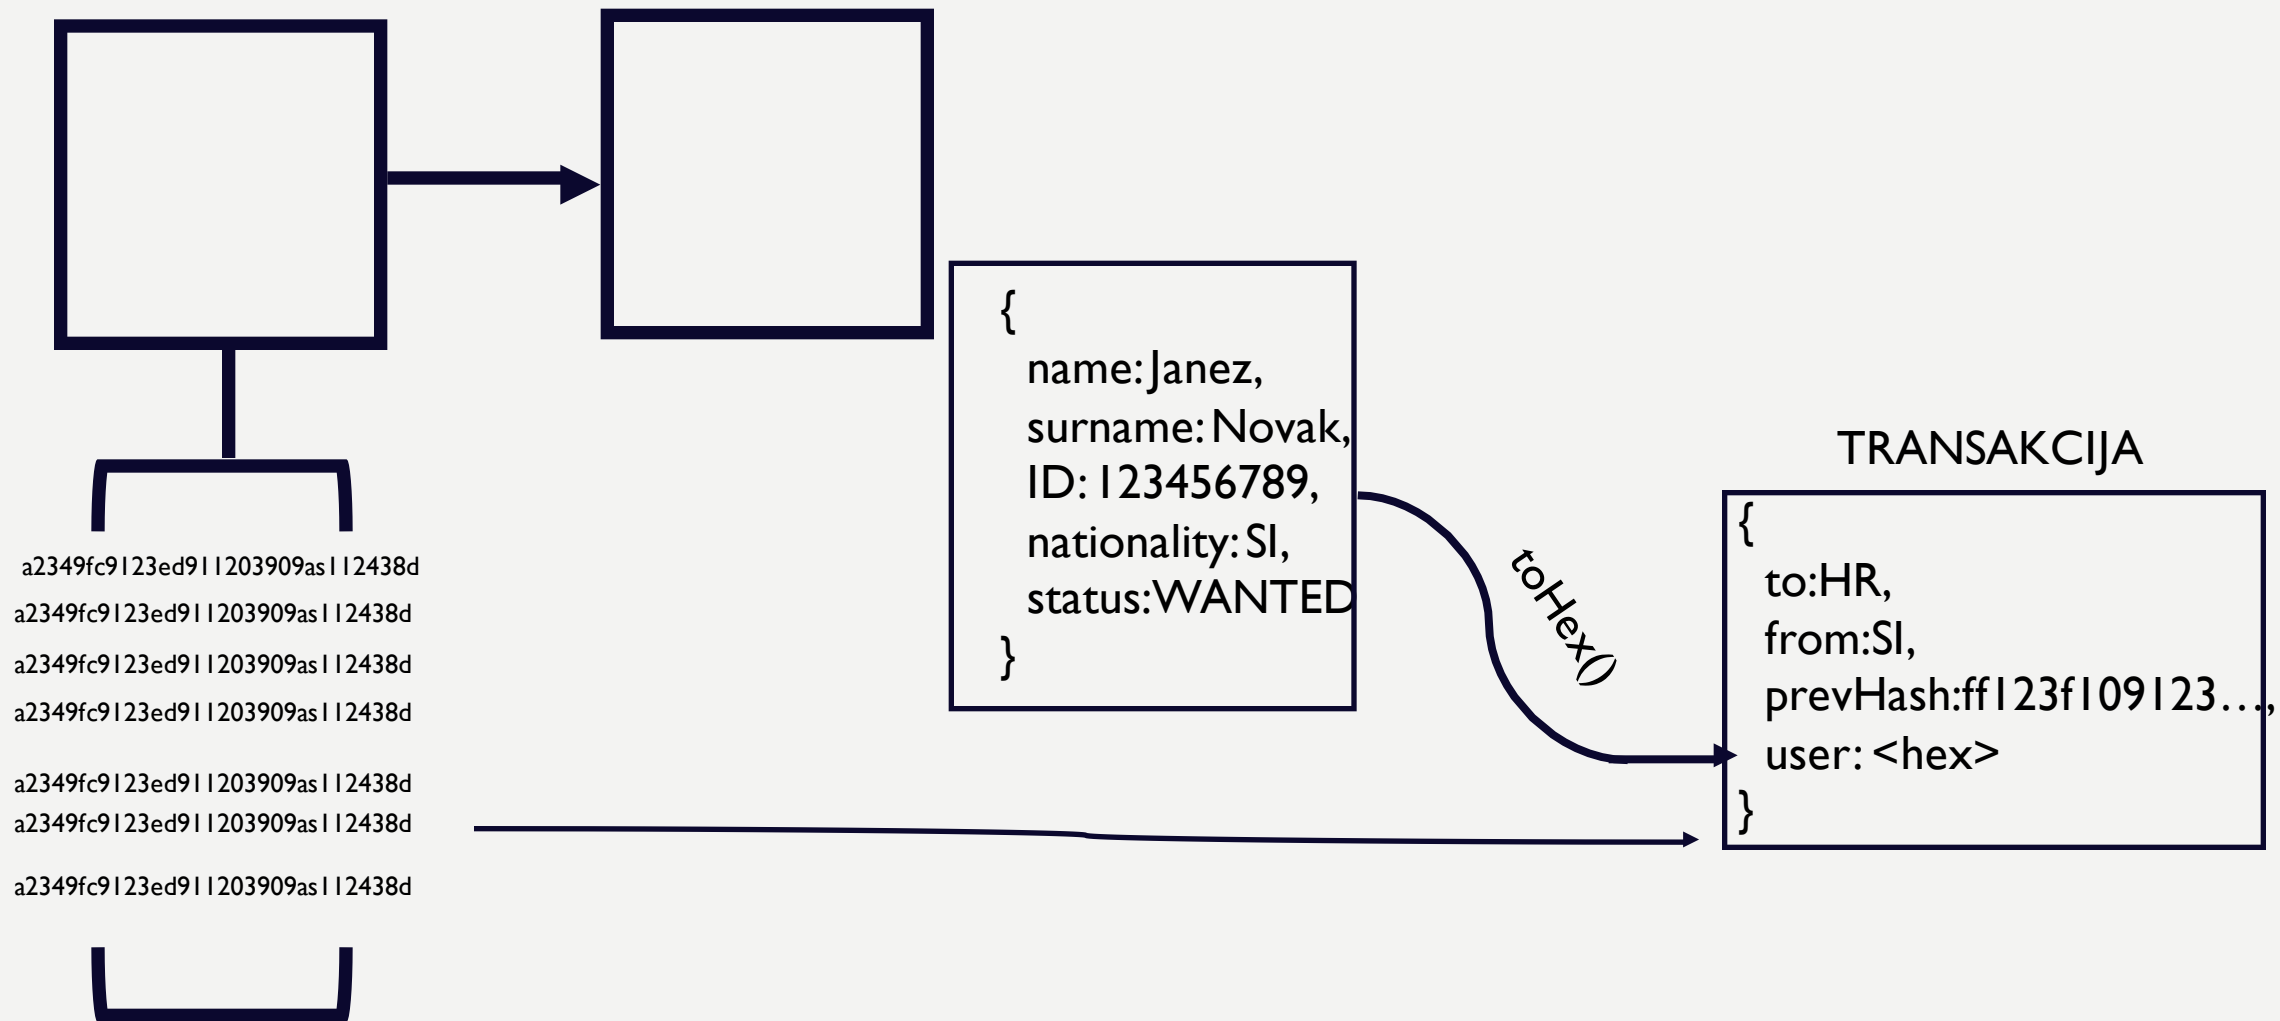 {
name: Janez,
surname: Novak,
ID: 123456789,
nationality: SI,
status:WANTED
}
toHex()
TRANSAKCIJA
{
to:HR,
from:SI,
prevHash:ff123f109123…,
user: <hex>
}
a2349fc9123ed911203909as112438d
a2349fc9123ed911203909as112438d
a2349fc9123ed911203909as112438d
a2349fc9123ed911203909as112438d
a2349fc9123ed911203909as112438d
a2349fc9123ed911203909as112438d
a2349fc9123ed911203909as112438d